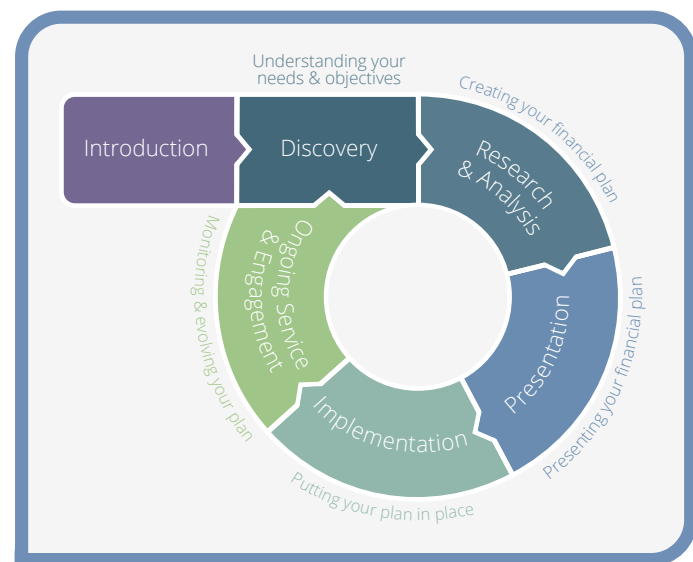 Understanding your
needs & objectives
Introduction
Discovery
Creating your financial plan
Research
& Analysis
Presentation
Presenting your financial plan
Implementation
Putting your plan in place
Ongoing Service
& Engagement
Monitoring & evolving your plan